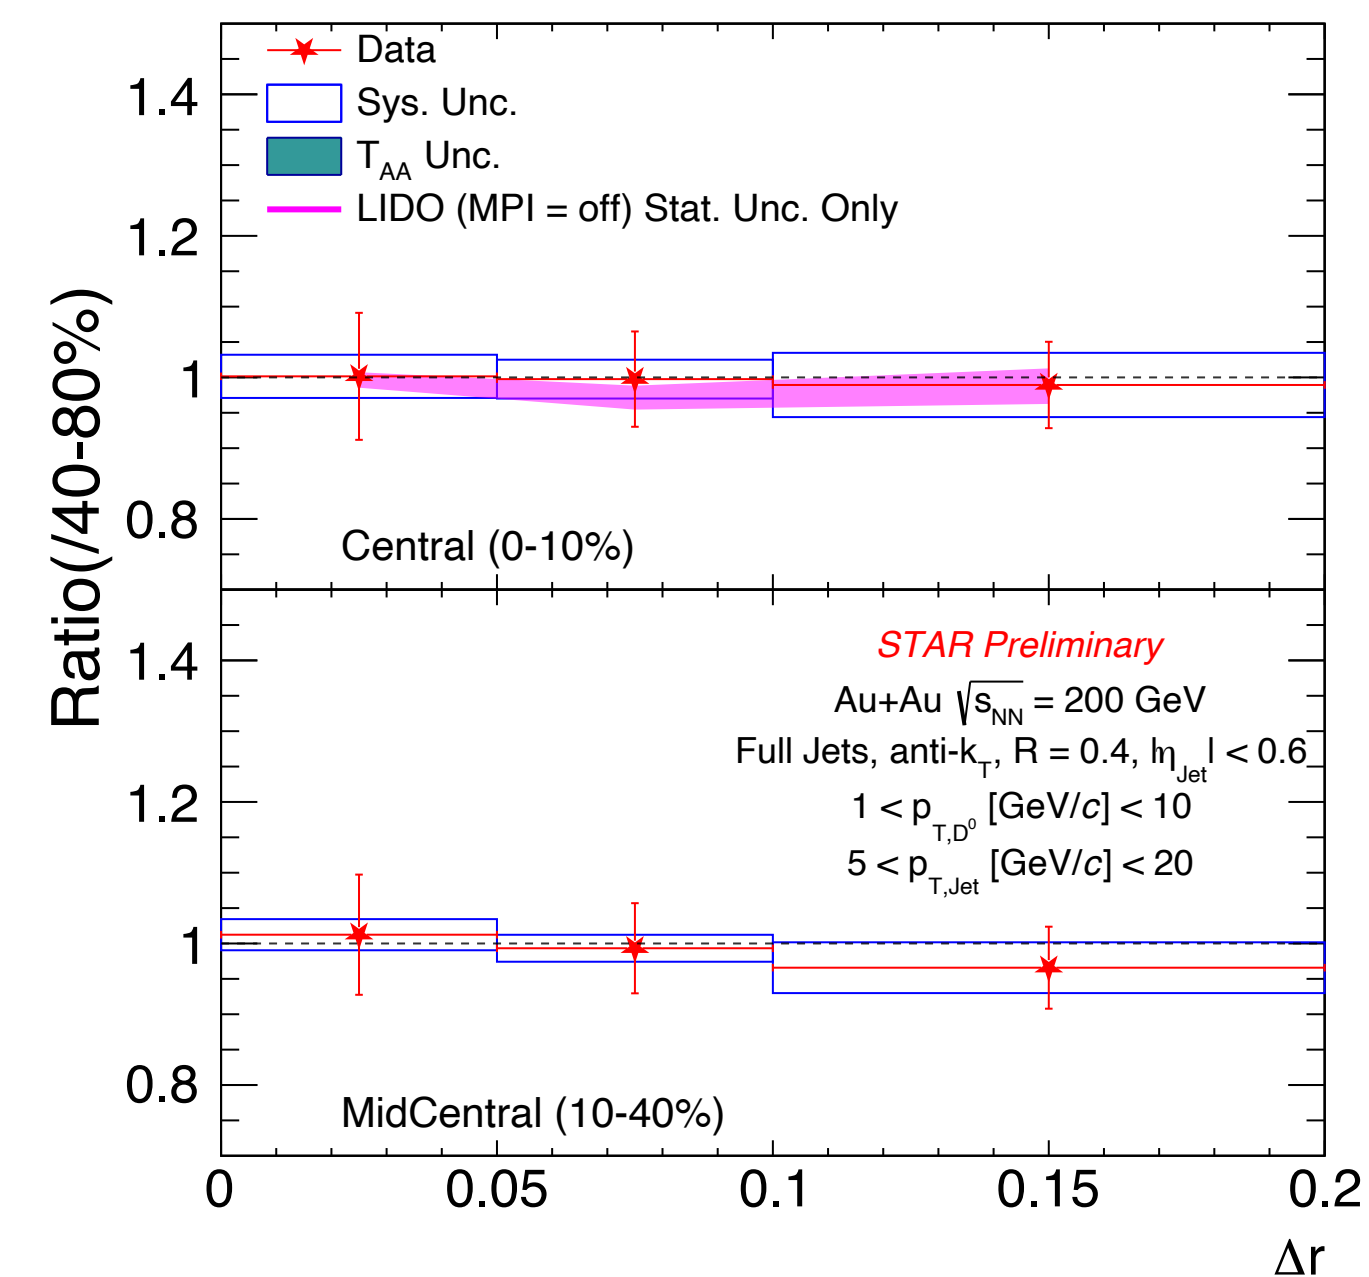 Data
Sys. Unc.
T_AA Unc.
LIDO (MPI = off) Stat. Unc. Only
1.4
1.2
1
0.8
Ratio(/40-80%)
Central (0-10%)
STAR Preliminary
Au+Au √s_NN = 200 GeV
Full Jets, anti-k_T, R = 0.4, |η_Jet| < 0.6
1 < p_T,D⁰ [GeV/c] < 10
5 < p_T,Jet [GeV/c] < 20
1.4
1.2
1
0.8
MidCentral (10-40%)
0 0.05 0.1 0.15 0.2
Δr